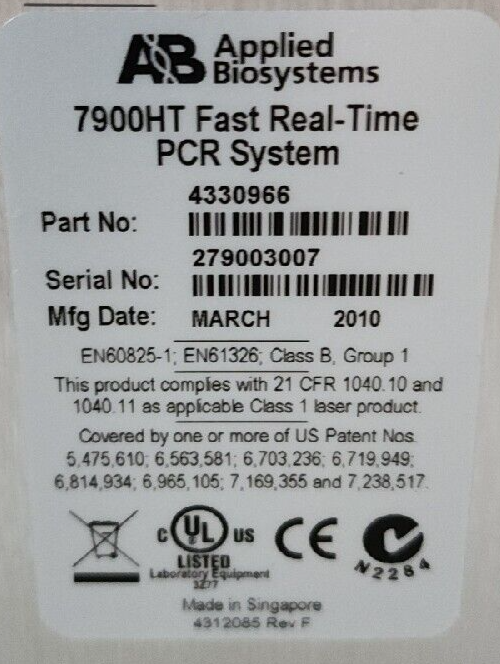 AB Applied
Biosystems
7900HT Fast Real-Time
PCR System
4330966
Part No:
279003007
Serial No:
Mfg Date: MARCH 2010
EN60825-1; EN61326; Class B, Group 1
This product complies with 21 CFR 1040.10 and
1040.11 as applicable Class 1 laser product.
Covered by one or more of US Patent Nos.
5,475,610; 6,563,581; 6,703,236; 6,719,949;
6,814,934; 6,965,105; 7,169,355 and 7,238,517.
C UL US CE
LISTED
Laboratory Equipment
3Z77
N2284
Made in Singapore
4312085 Rev F